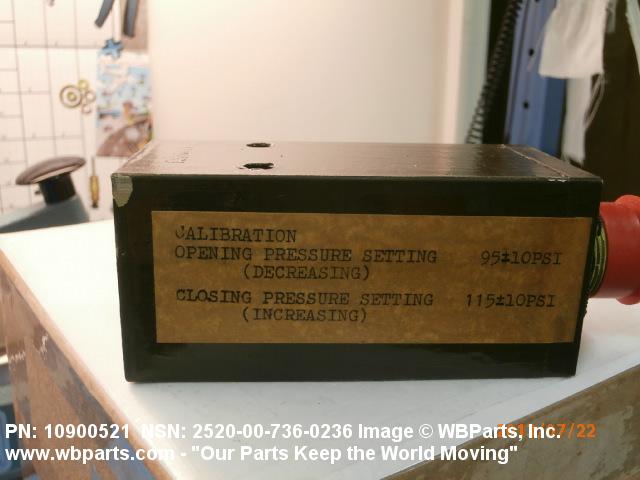 CALIBRATION
OPENING PRESSURE SETTING 95±10PSI
(DECREASING)
CLOSING PRESSURE SETTING 115±10PSI
(INCREASING)
PN: 10900521 NSN: 2520-00-736-0236 Image © WBParts, Inc.
www.wbparts.com - "Our Parts Keep the World Moving"